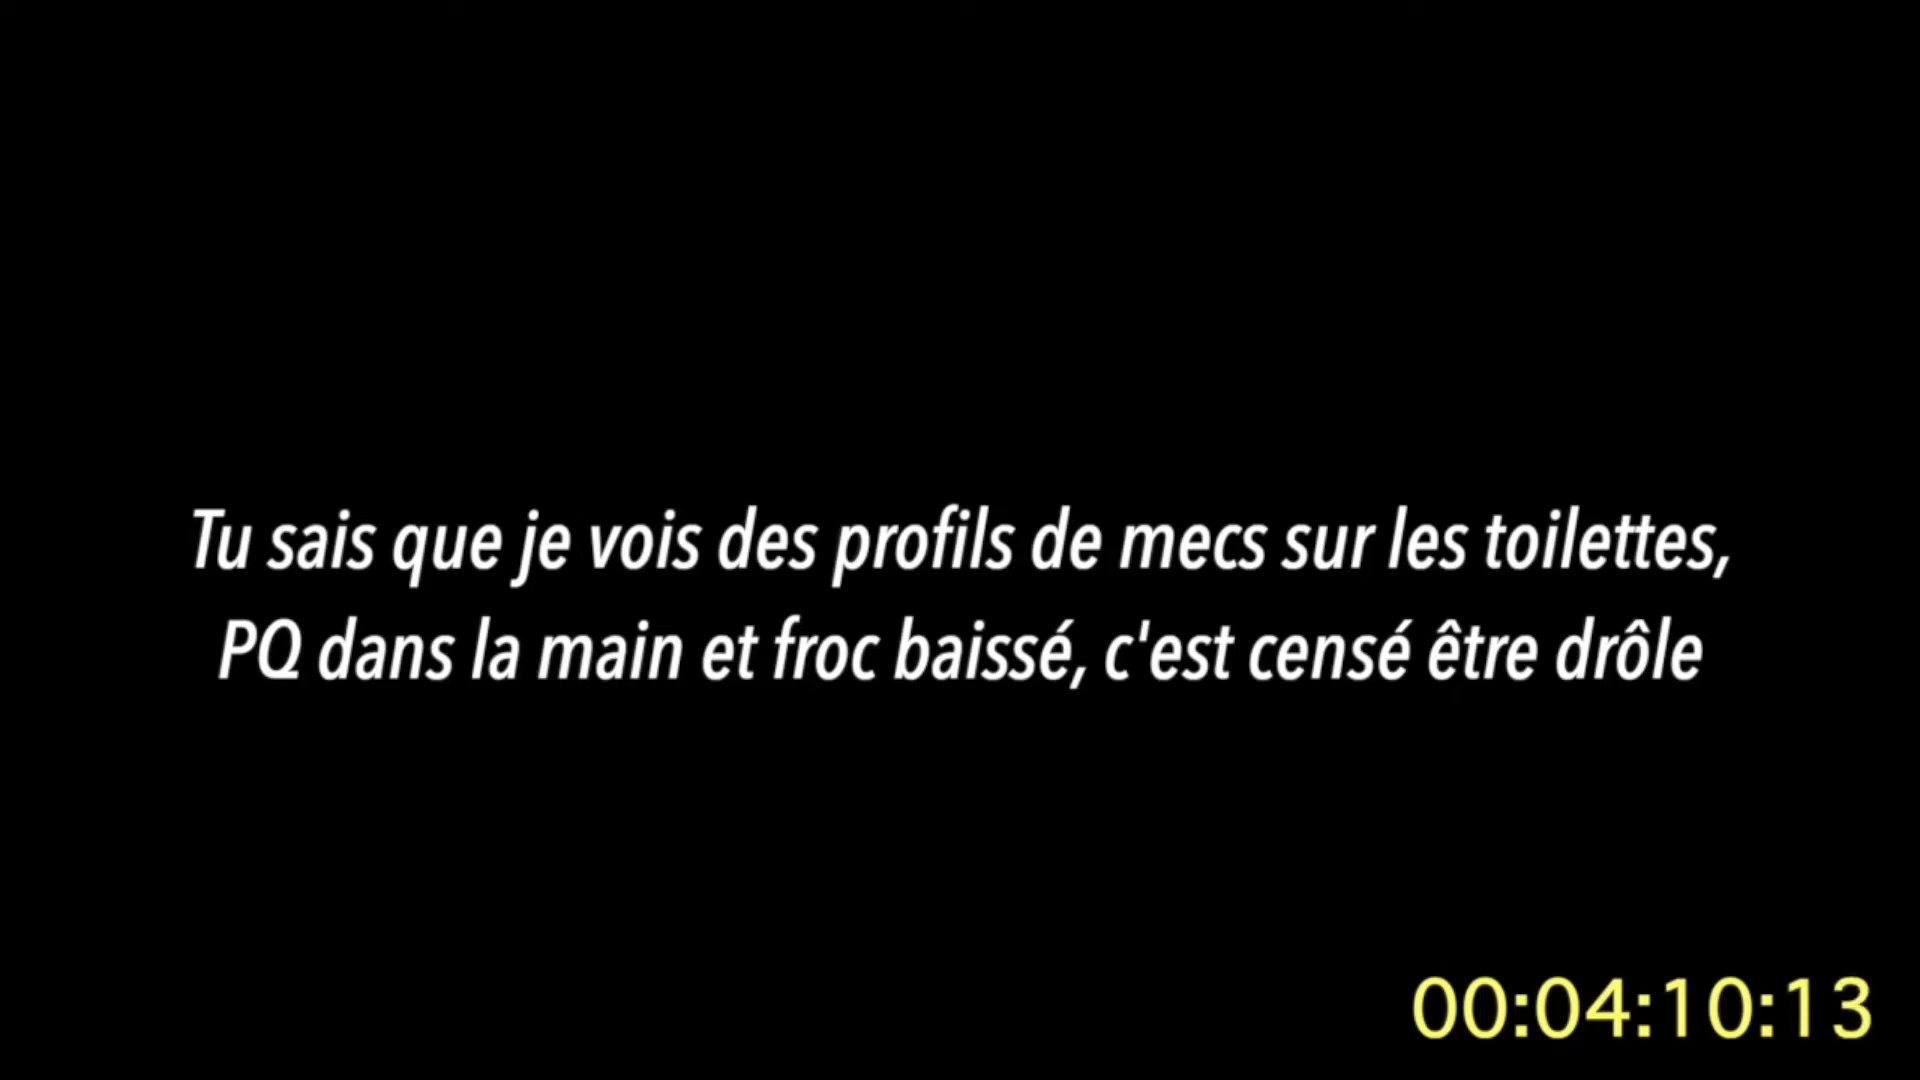 Tu sais que je vois des profils de mecs sur les toilettes,
PQ dans la main et froc baissé, c'est censé être drôle
00:04:10:13